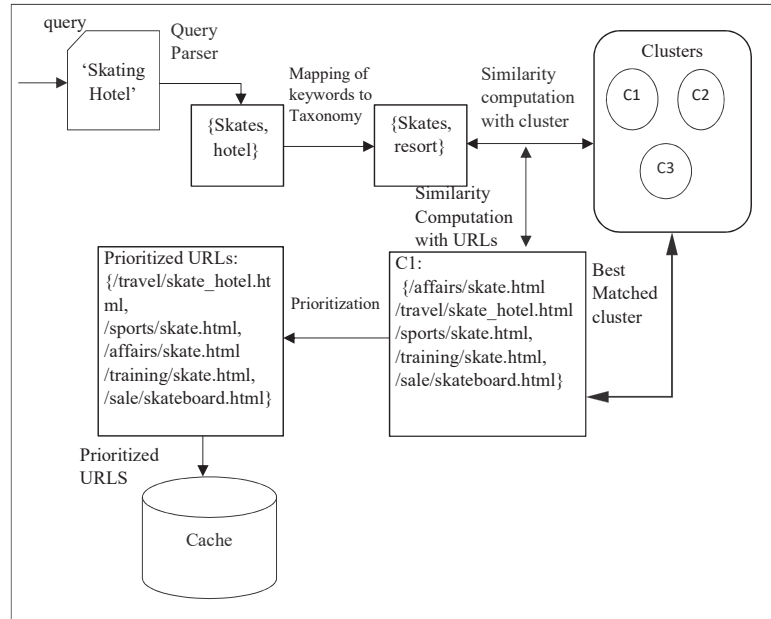 query
'Skating
Hotel'
Query
Parser
{Skates,
hotel}
Mapping of
keywords to
Taxonomy
{Skates,
resort}
Similarity
computation
with cluster
Clusters
C1
C2
C3
Similarity
Computation
with URLs
Best
Matched
cluster
C1:
{/affairs/skate.html
/travel/skate_hotel.html
/sports/skate.html,
/training/skate.html,
/sale/skateboard.html}
Prioritization
Prioritized URLs:
{/travel/skate_hotel.ht
ml,
/sports/skate.html,
/affairs/skate.html
/training/skate.html,
/sale/skateboard.html}
Prioritized
URLS
Cache